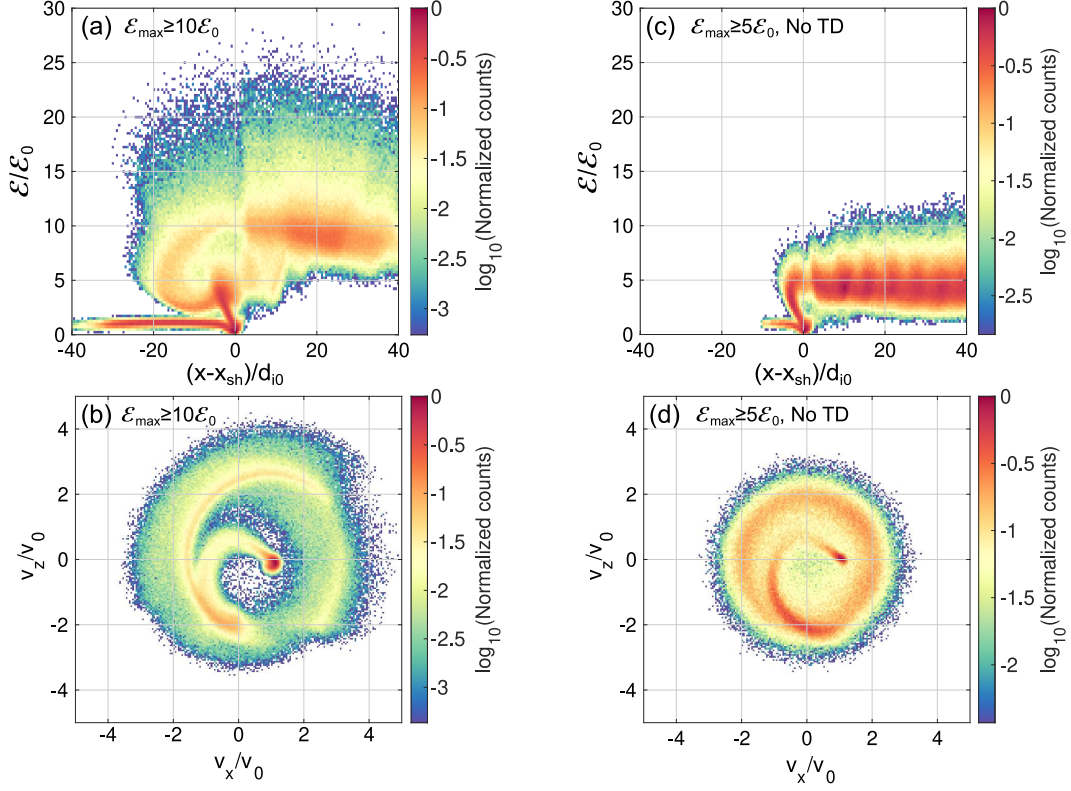 (a) ℰmax≥10ℰ0
30
25
20
15
10
5
0
ℰ/ℰ0
-40 -20 0 20 40
(x-xsh)/di0
0
-0.5
-1
-1.5
-2
-2.5
-3
log10(Normalized counts)
(c) ℰmax≥5ℰ0, No TD
30
25
20
15
10
5
0
ℰ/ℰ0
-40 -20 0 20 40
(x-xsh)/di0
0
-0.5
-1
-1.5
-2
-2.5
log10(Normalized counts)
(b) ℰmax≥10ℰ0
4
2
0
-2
-4
vz/v0
-4 -2 0 2 4
vx/v0
0
-0.5
-1
-1.5
-2
-2.5
-3
log10(Normalized counts)
(d) ℰmax≥5ℰ0, No TD
4
2
0
-2
-4
vz/v0
-4 -2 0 2 4
vx/v0
0
-0.5
-1
-1.5
-2
log10(Normalized counts)